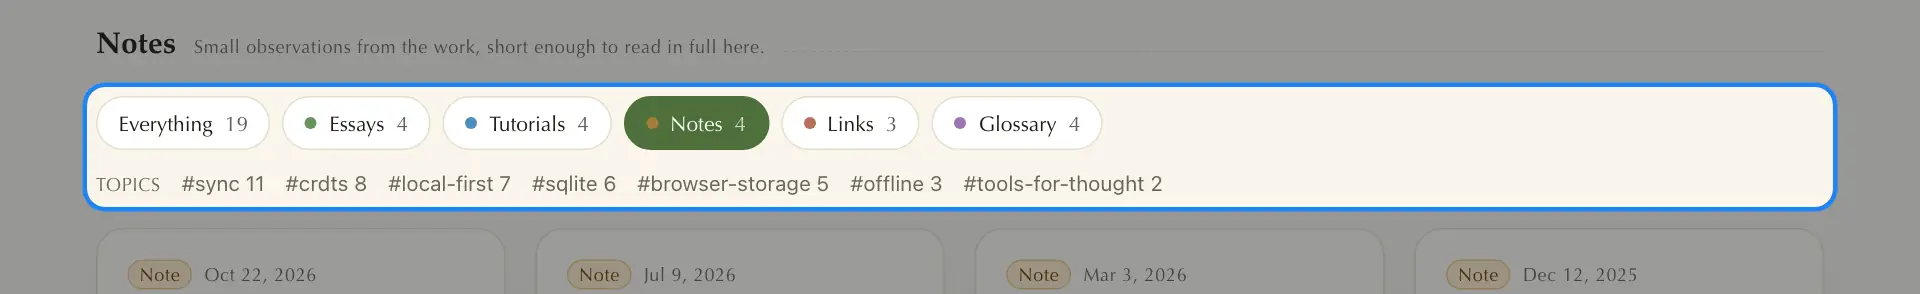 Notes Small observations from the work, short enough to read in full here.
Everything 19 Essays 4 Tutorials 4 Notes 4 Links 3 Glossary 4
TOPICS #sync 11 #crdts 8 #local-first 7 #sqlite 6 #browser-storage 5 #offline 3 #tools-for-thought 2
Note Oct 22, 2026 Note Jul 9, 2026 Note Mar 3, 2026 Note Dec 12, 2025